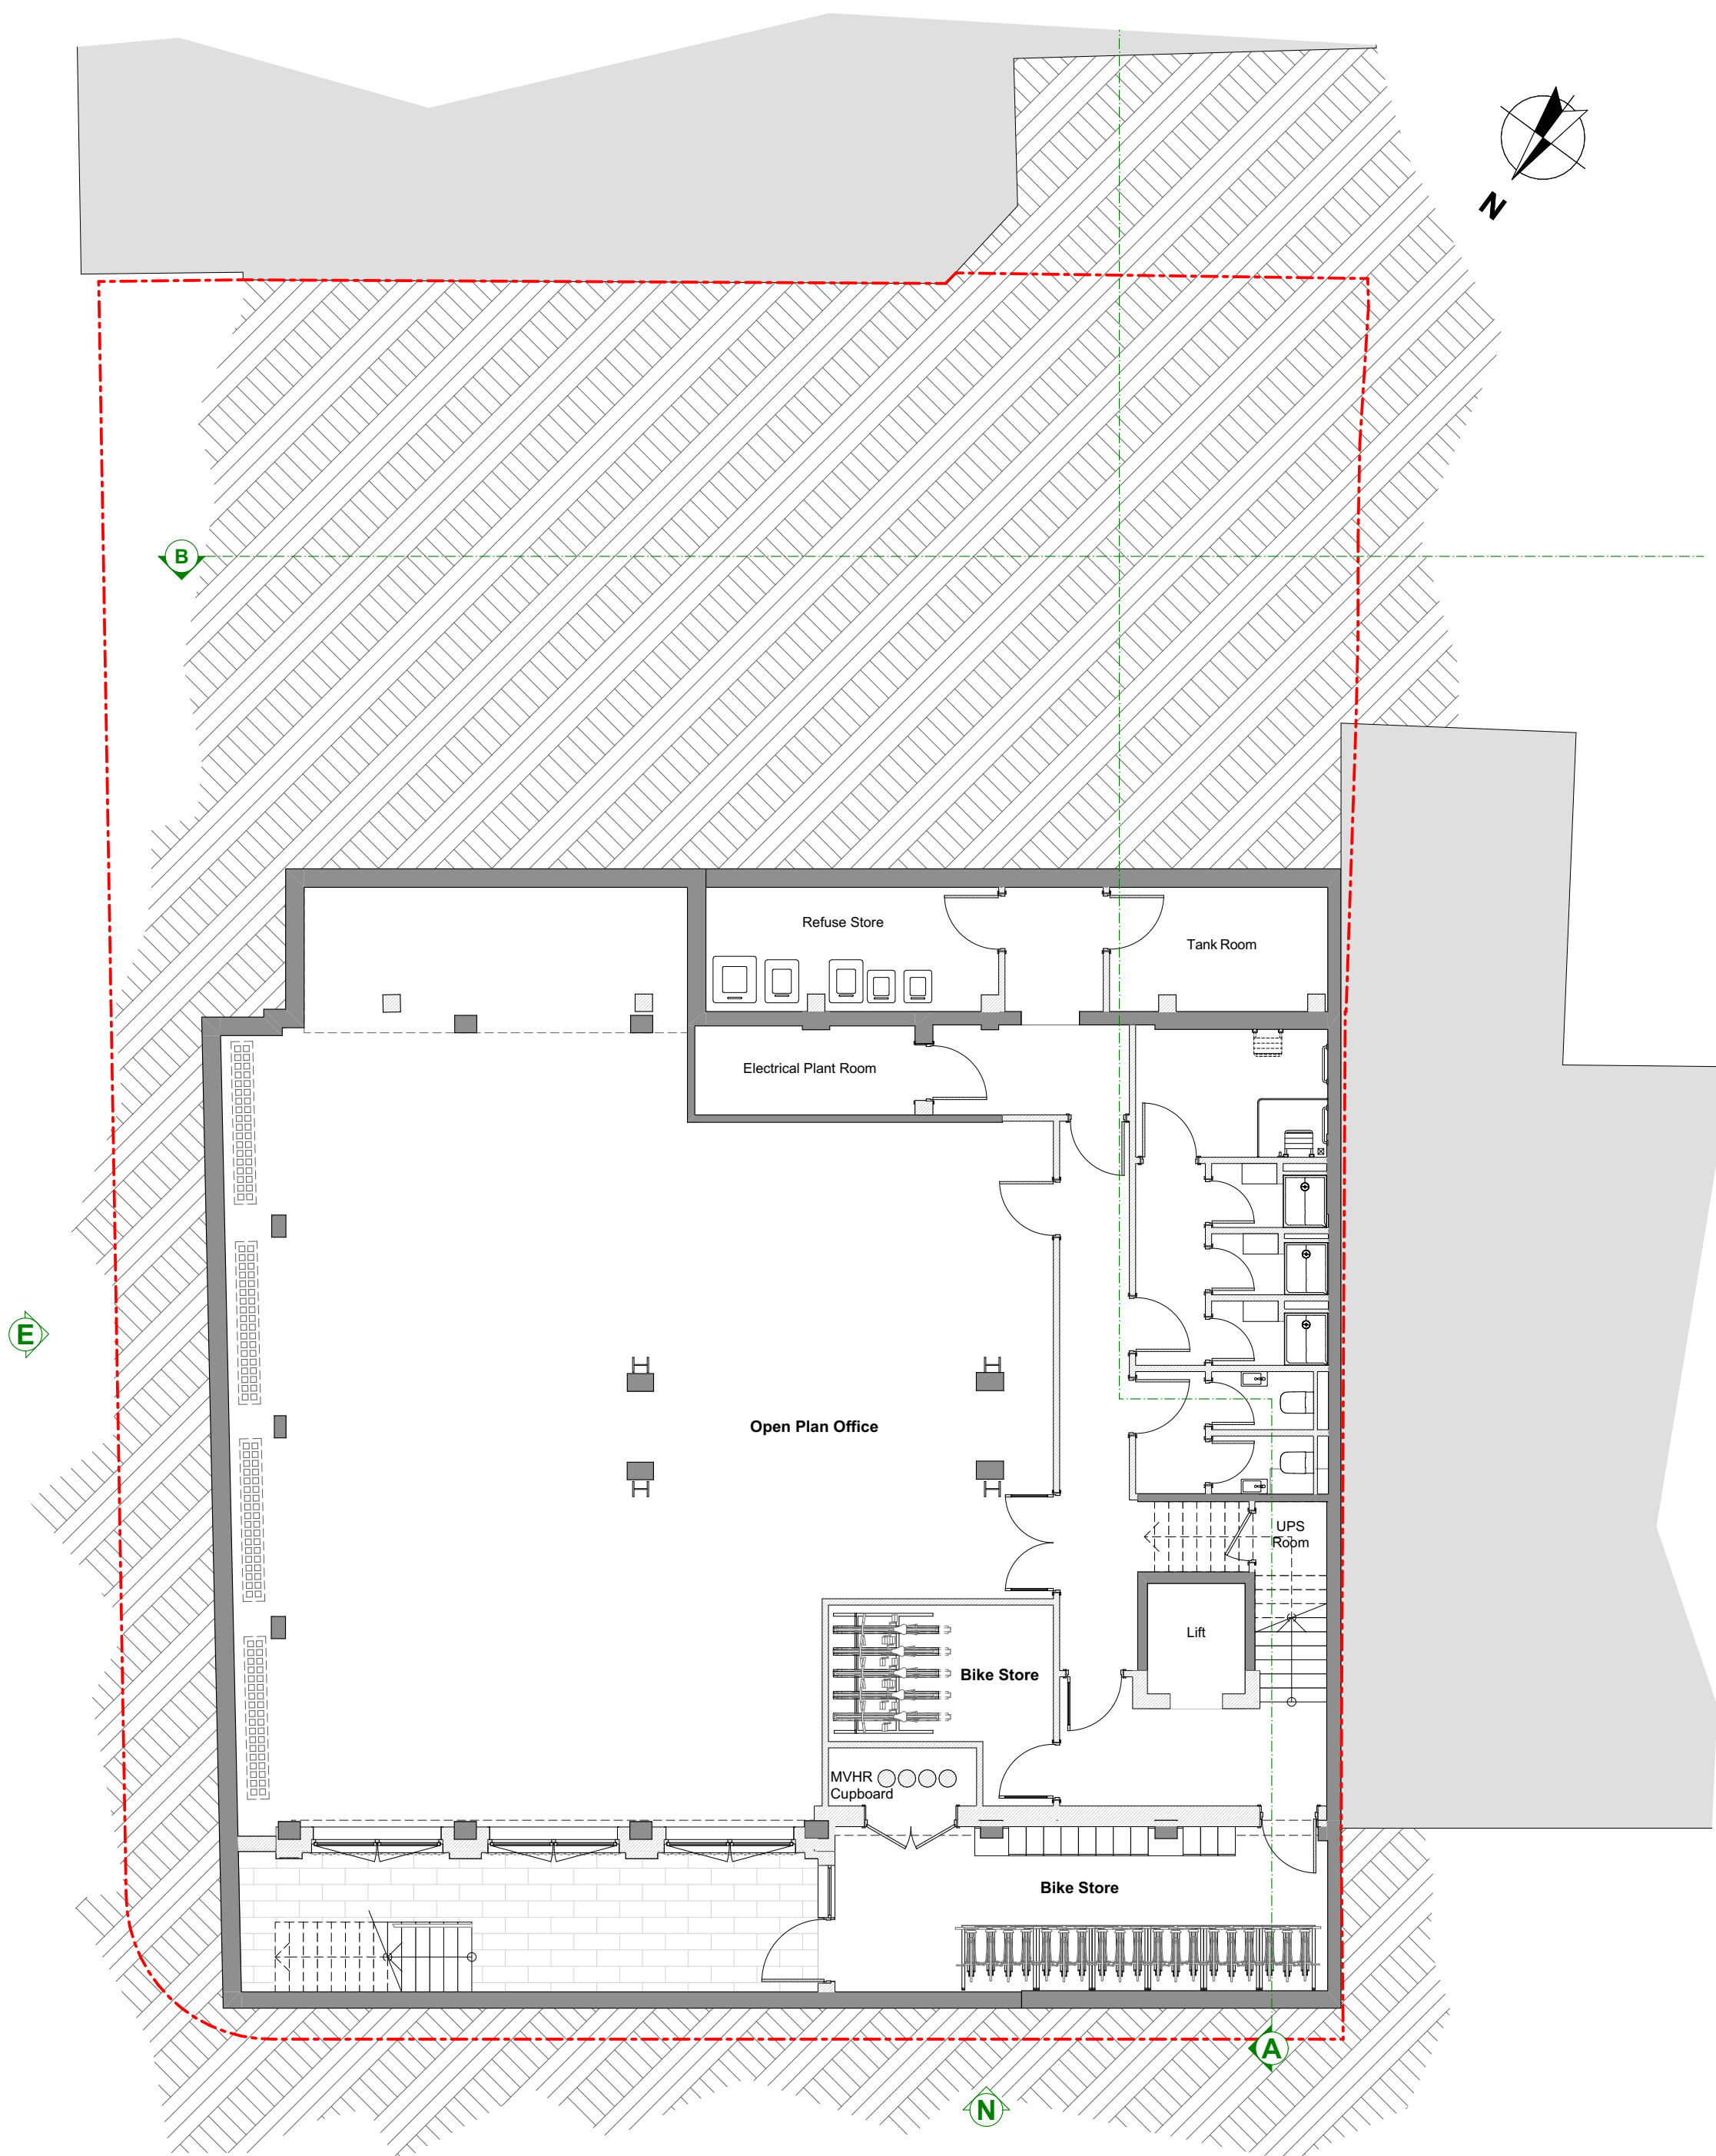 N
B
Refuse Store
Tank Room
Electrical Plant Room
E
Open Plan Office
UPS
Room
Lift
Bike Store
MVHR
Cupboard
Bike Store
A
N